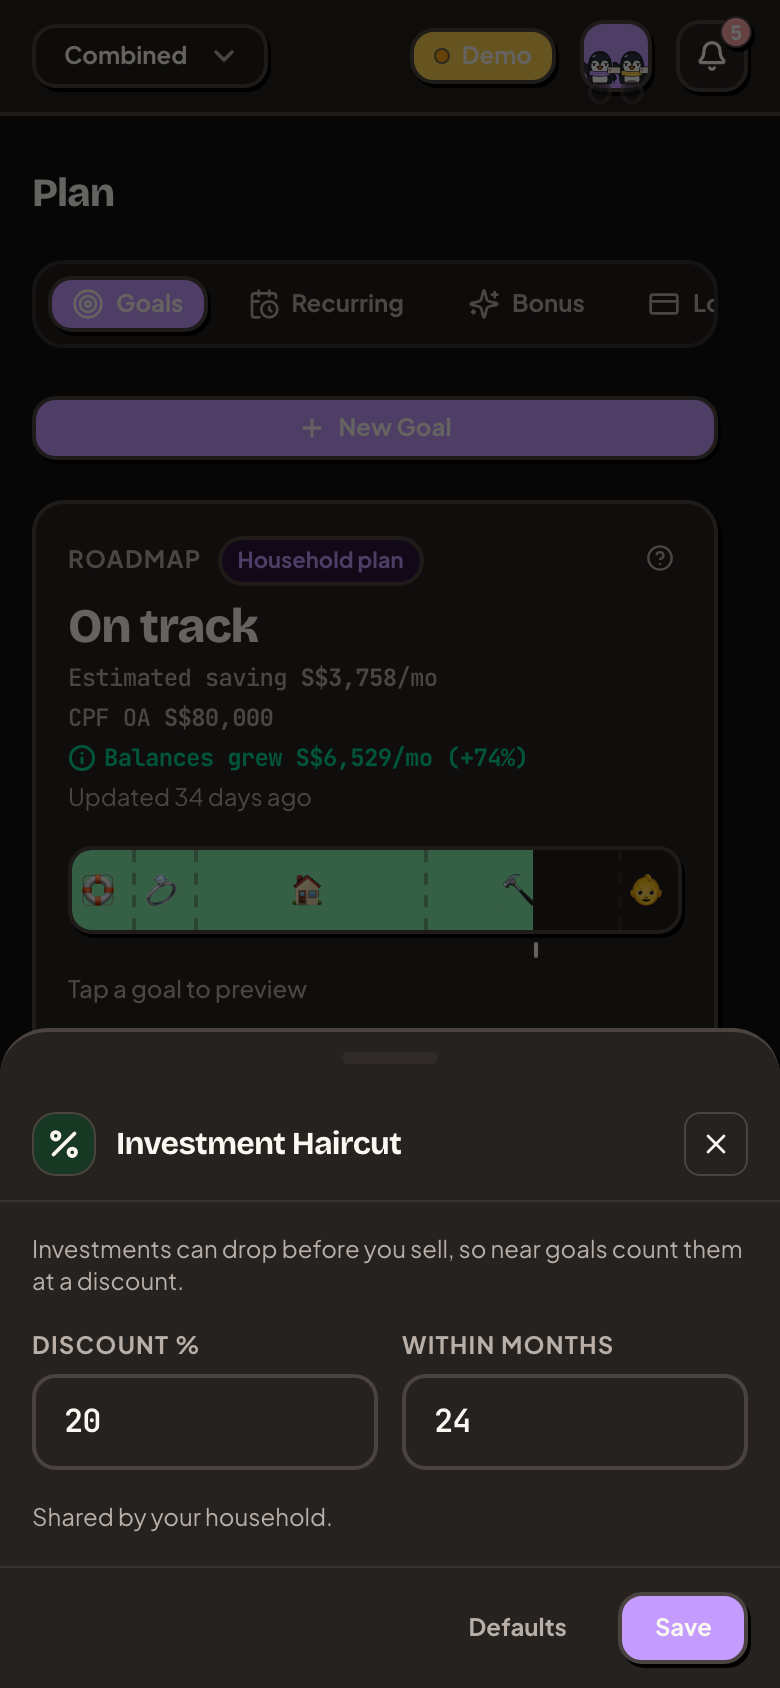 Combined
Demo
5
Plan
Goals
Recurring
Bonus
Lo
+ New Goal
ROADMAP
Household plan
On track
Estimated saving S$3,758/mo
CPF OA S$80,000
Balances grew S$6,529/mo (+74%)
Updated 34 days ago
Tap a goal to preview
Investment Haircut
Investments can drop before you sell, so near goals count them
at a discount.
DISCOUNT %
WITHIN MONTHS
20
24
Shared by your household.
Defaults
Save